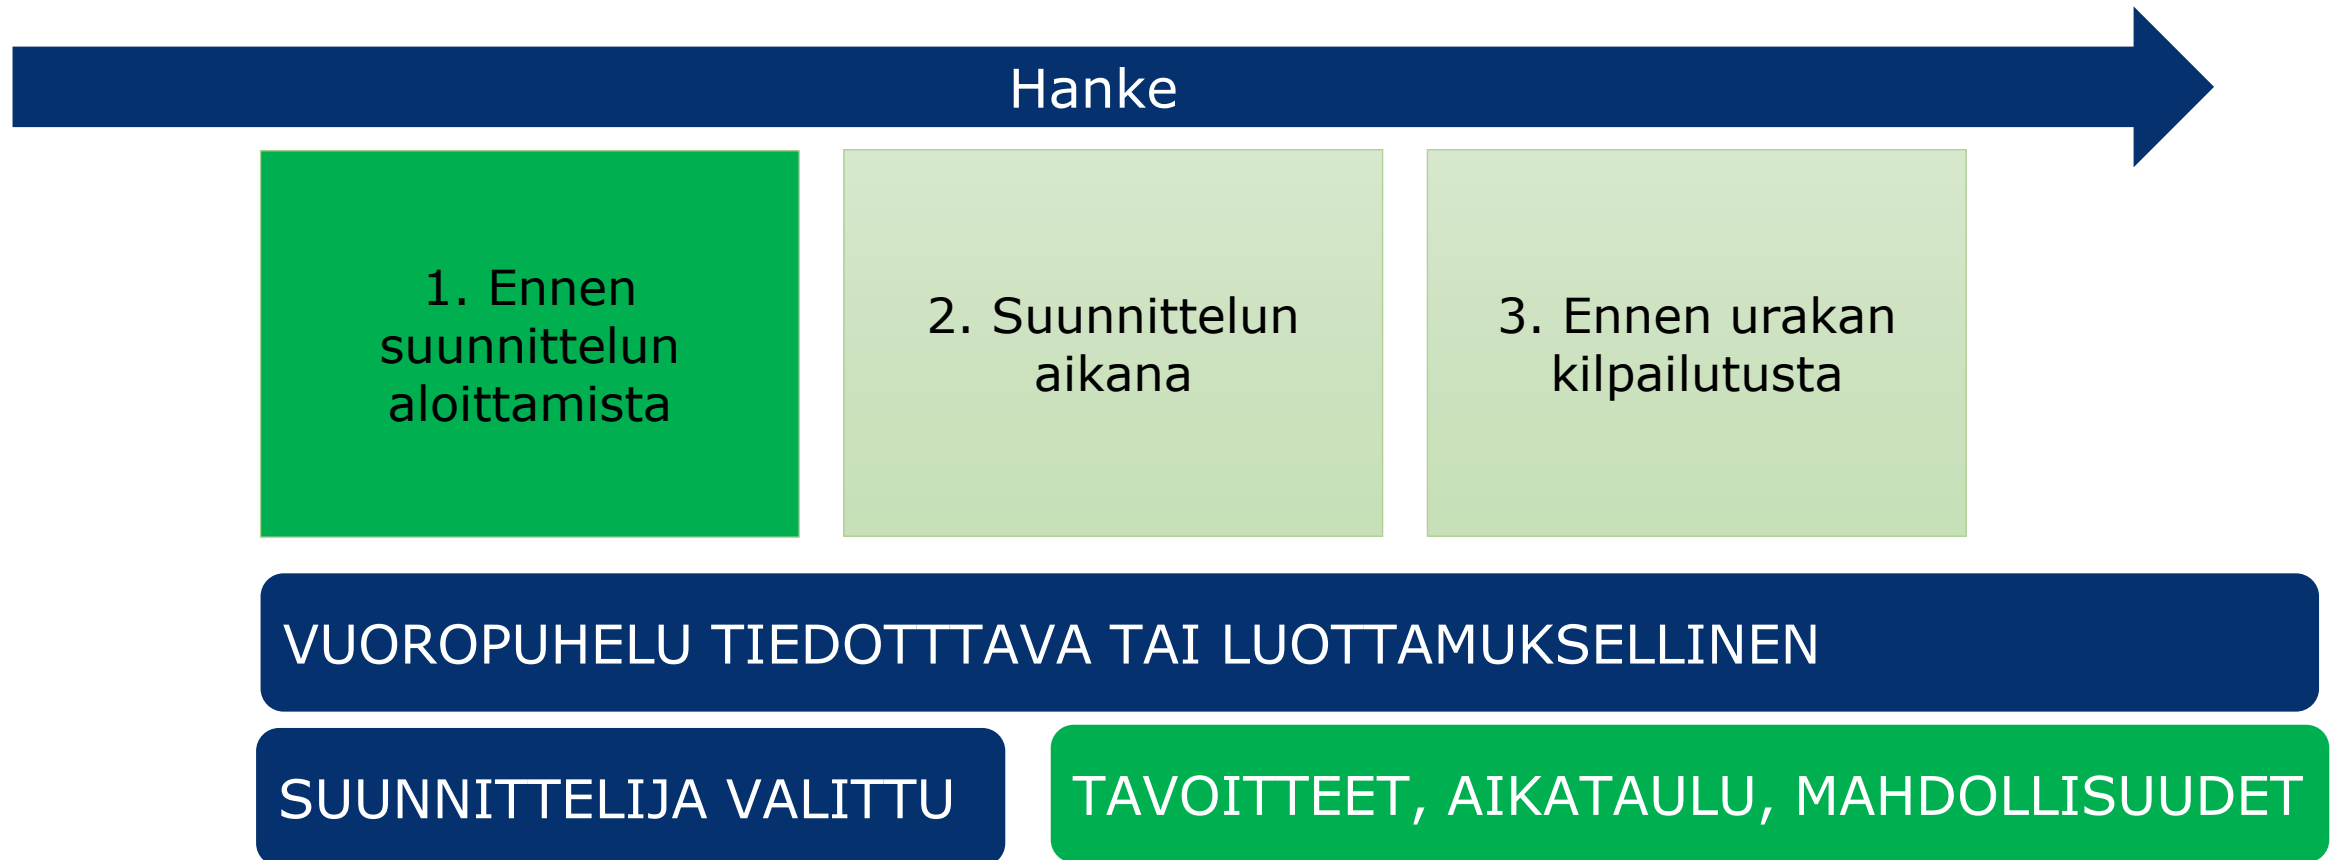 Hanke
1. Ennen
suunnittelun
aloittamista
2. Suunnittelun
aikana
3. Ennen urakan
kilpailutusta
VUOROPUHELU TIEDOTTTAVA TAI LUOTTAMUKSELLINEN
SUUNNITTELIJA VALITTU
TAVOITTEET, AIKATAULU, MAHDOLLISUUDET